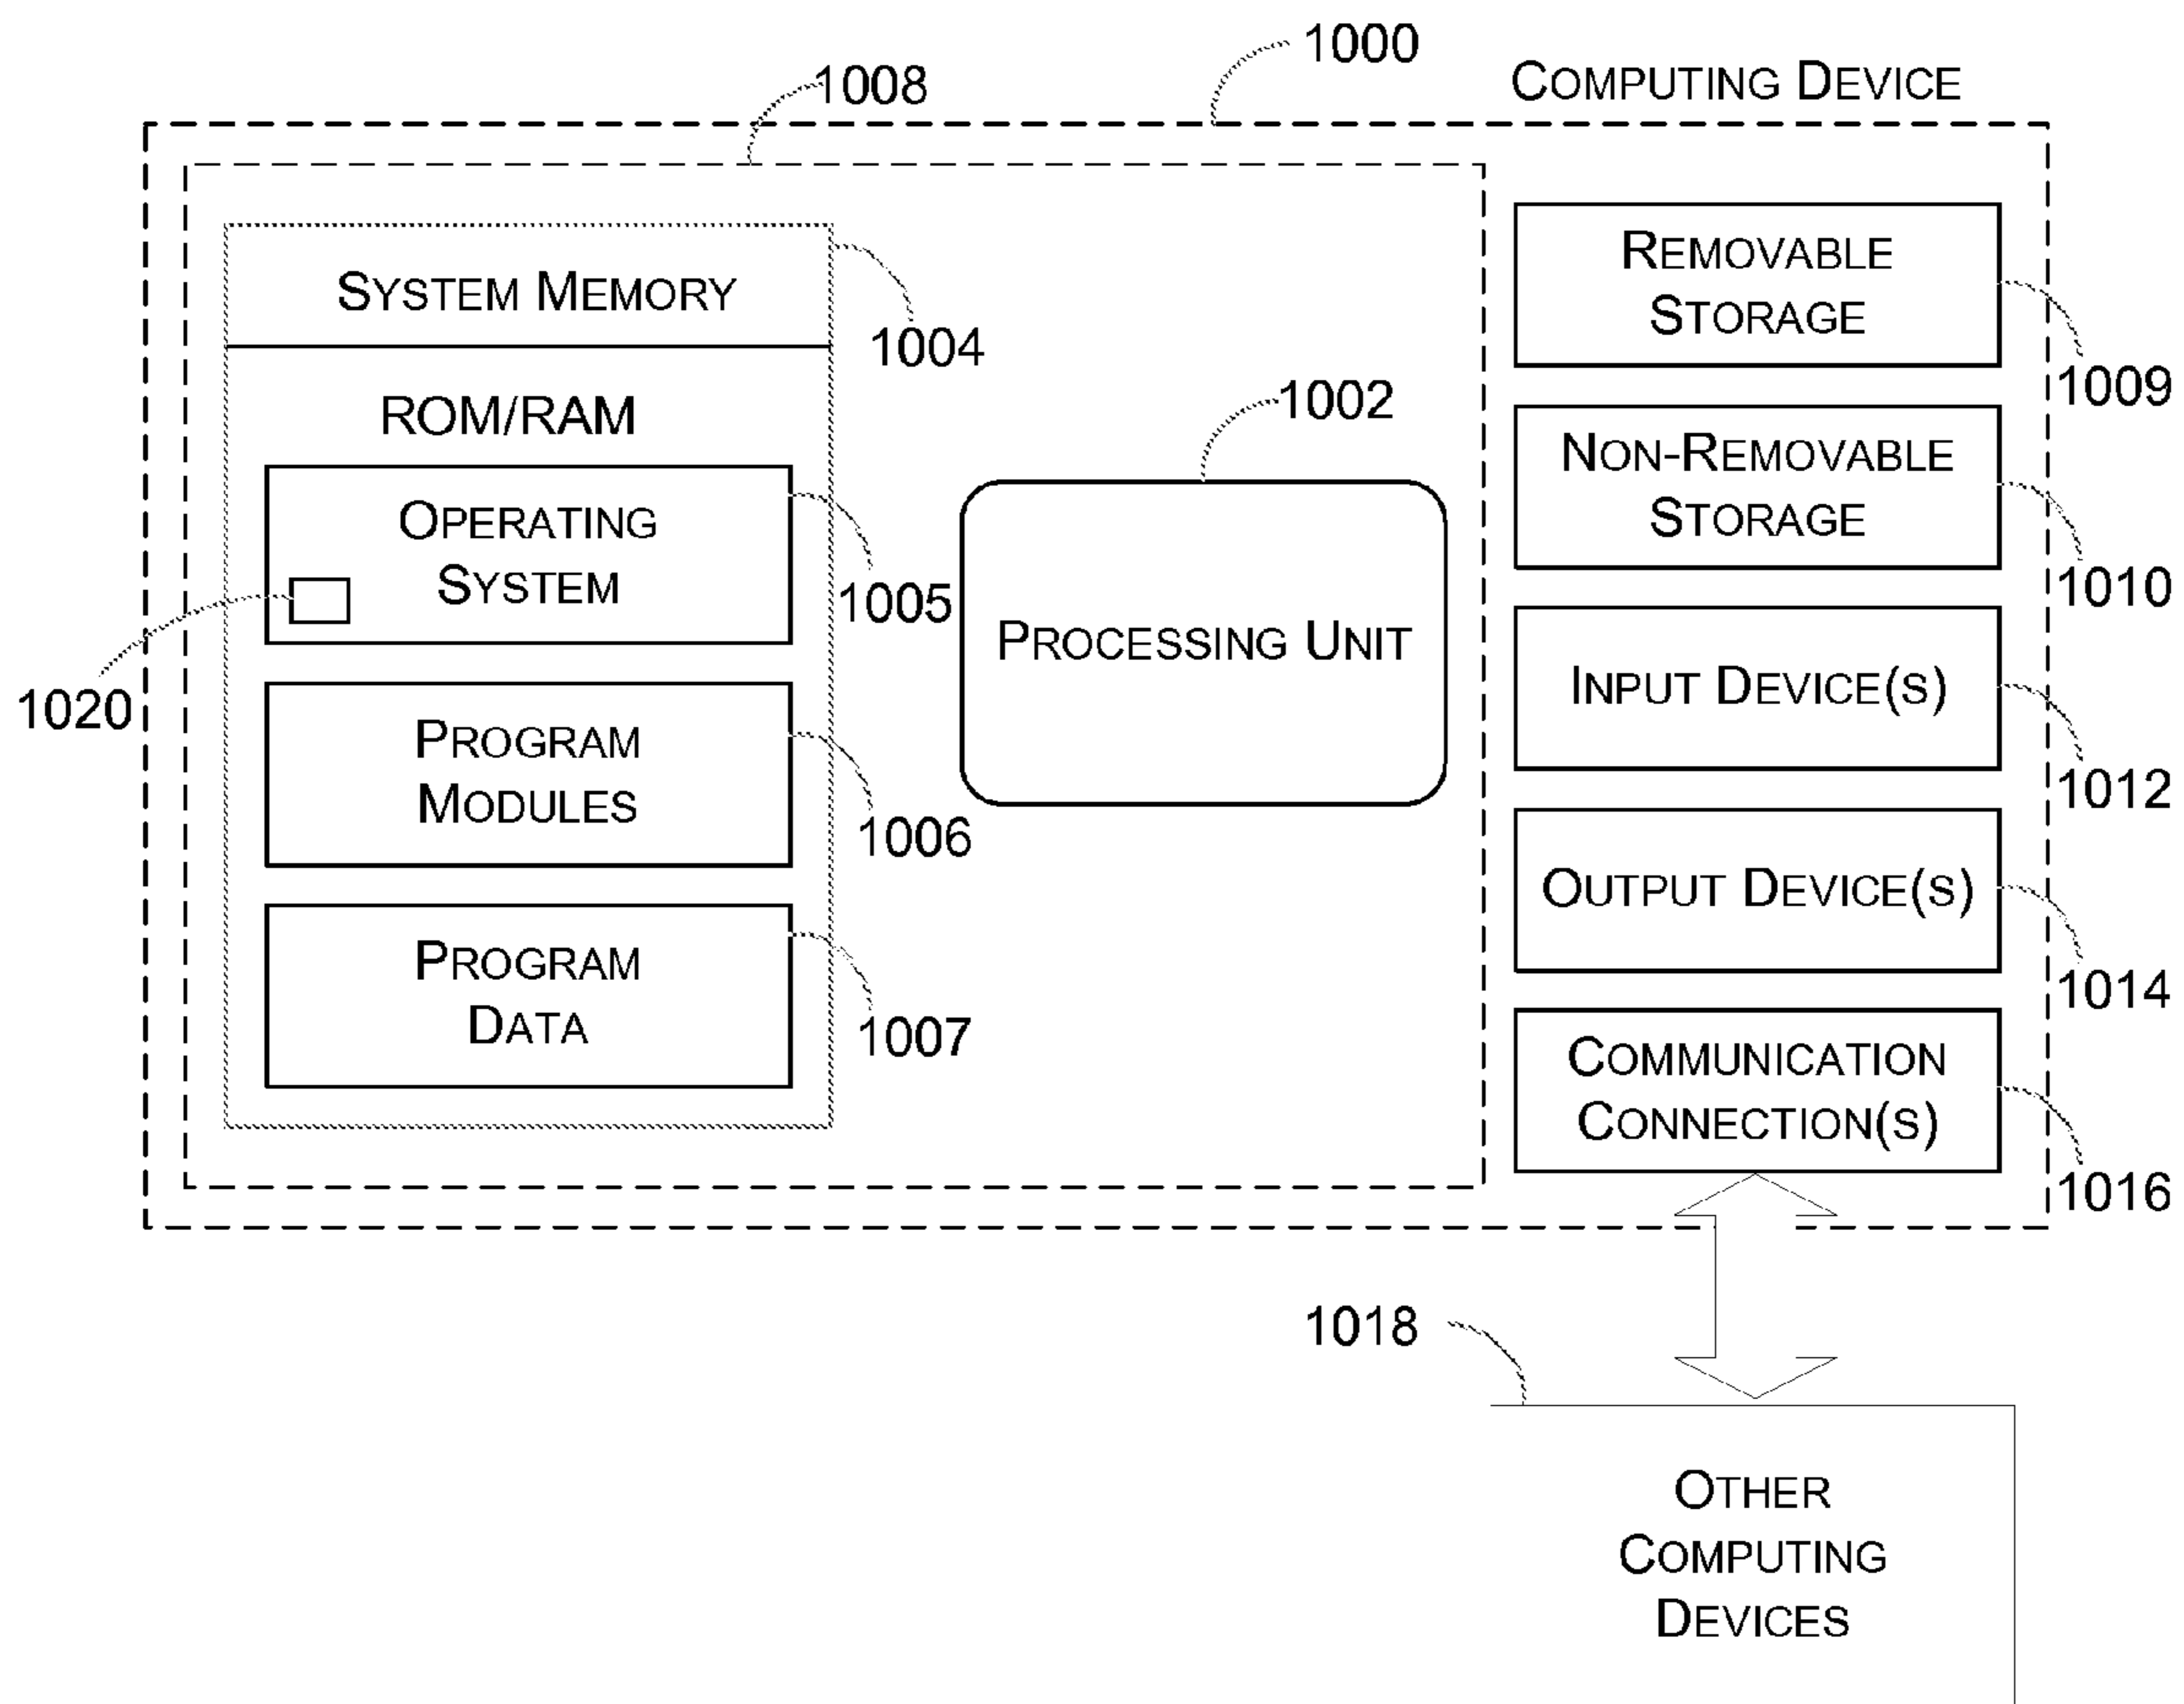 1000
COMPUTING DEVICE
1008
SYSTEM MEMORY
1004
ROM/RAM
OPERATING
SYSTEM
1005
1020
PROGRAM
MODULES
1006
PROGRAM
DATA
1007
1002
PROCESSING UNIT
REMOVABLE
STORAGE
1009
NON-REMOVABLE
STORAGE
1010
INPUT DEVICE(S)
1012
OUTPUT DEVICE(S)
1014
COMMUNICATION
CONNECTION(S)
1016
1018
OTHER
COMPUTING
DEVICES